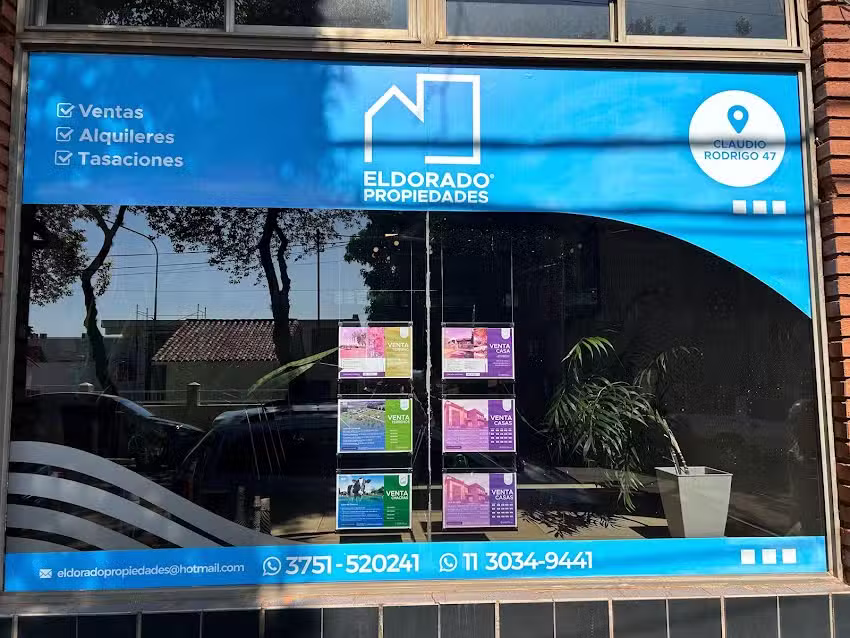 Ventas
Alquileres
Tasaciones
ELDORADO®
PROPIEDADES
CLAUDIO
RODRIGO 47
VENTA
VENTA
CASA
VENTA
VENTA
CASAS
VENTA
VENTA
CASAS
eldoradopropiedades@hotmail.com
3751-520241
11 3034-9441